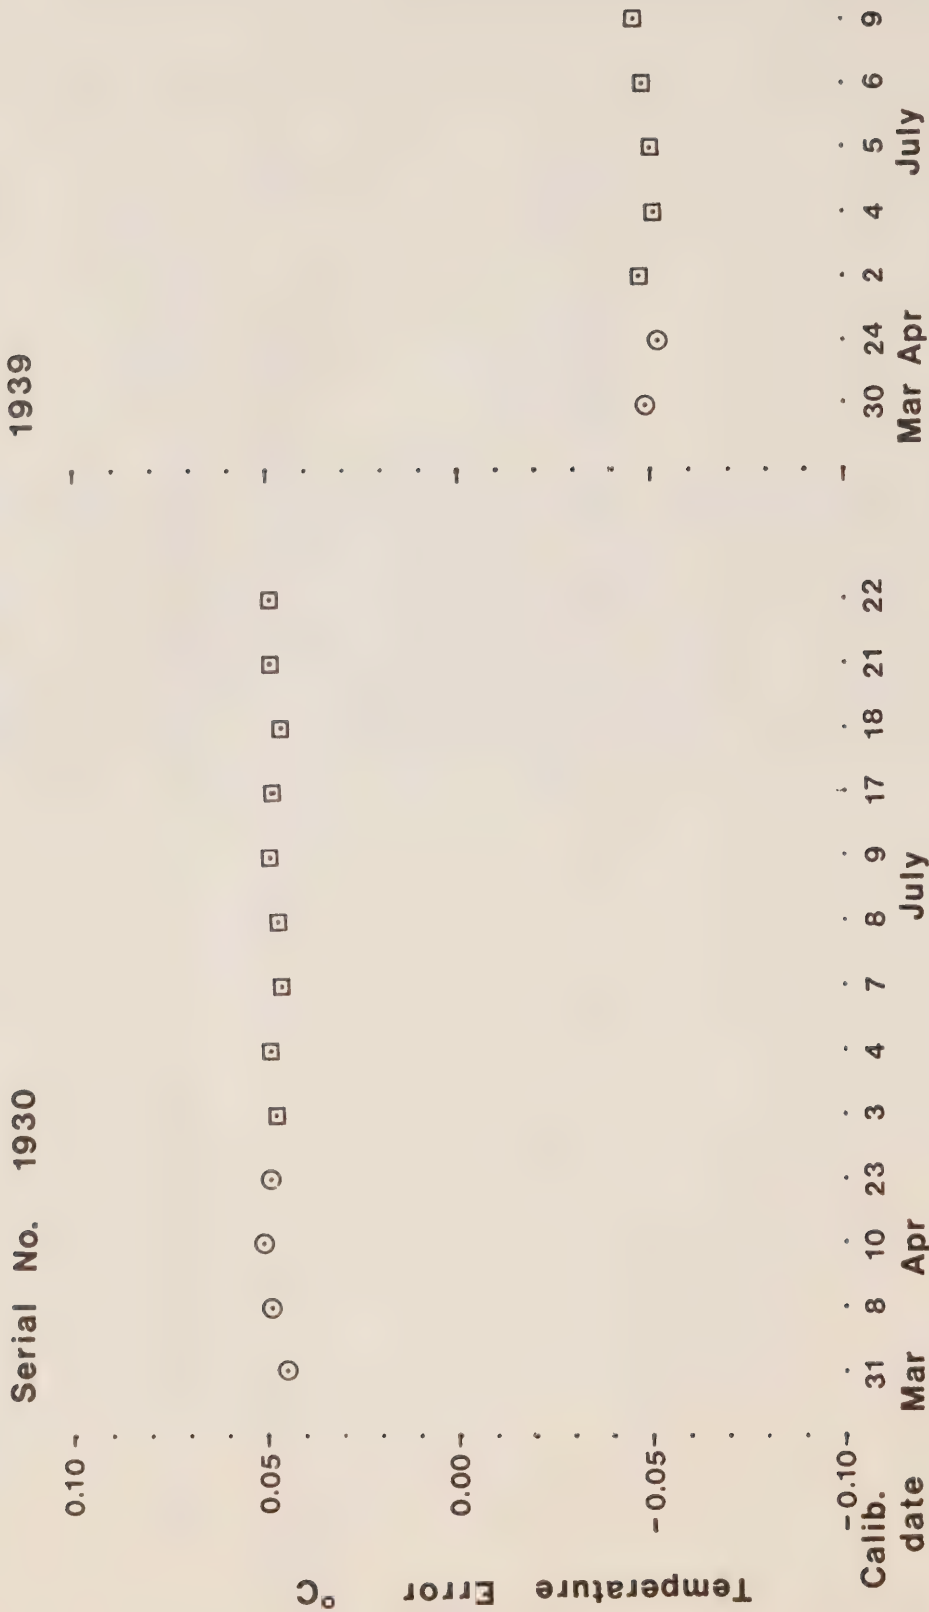 Serial No. 1930 1939
0.10
0.05
0.00
-0.05
-0.10
Temperature Error °C
Calib. 31 8 10 23 3 4 7 8 9 17 18 21 22 30 24 2 4 5 6 9
date Mar Apr July Mar Apr July